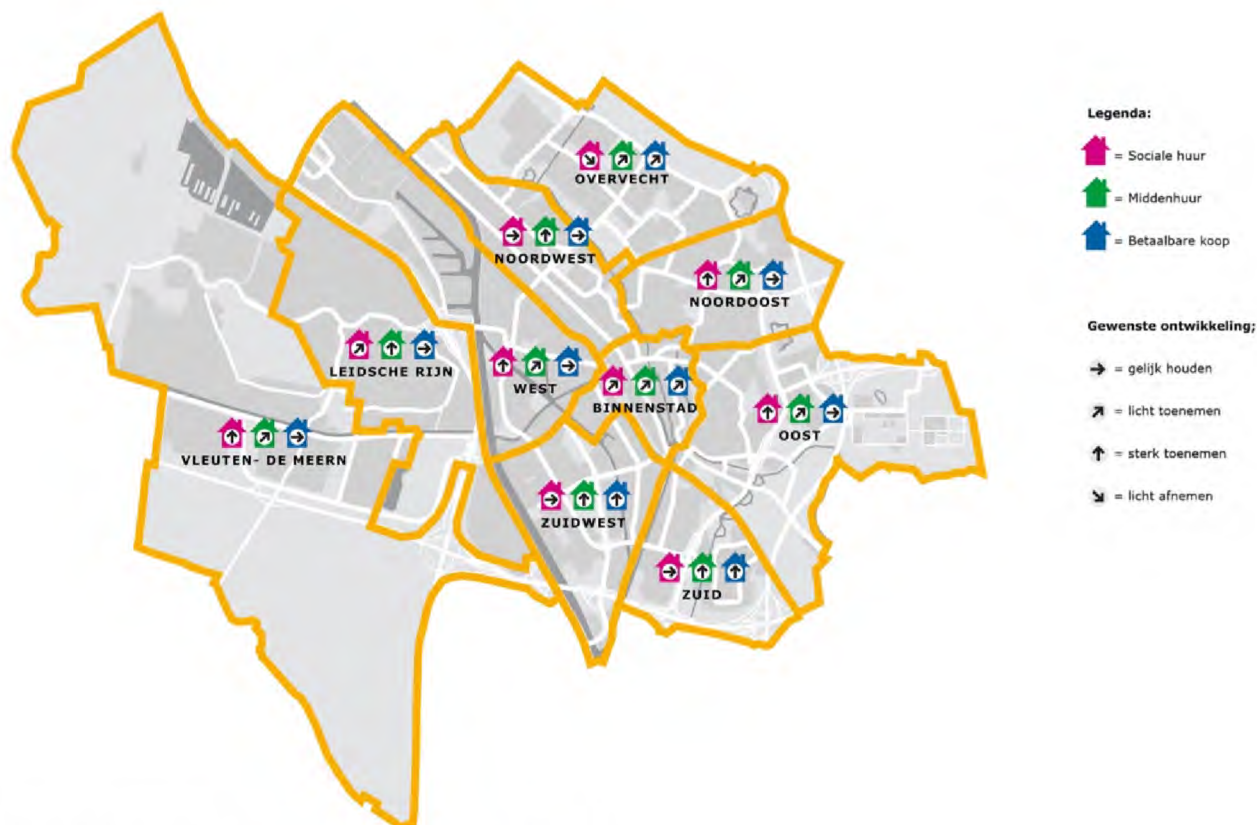 OVERVECHT
NOORDWEST
NOORDOOST
LEIDSCHE RIJN
WEST
BINNENSTAD
OOST
VLEUTEN- DE MEERN
ZUIDWEST
ZUID
Legenda:
= Sociale huur
= Middenhuur
= Betaalbare koop
Gewenste ontwikkeling;
= gelijk houden
= licht toenemen
= sterk toenemen
= licht afnemen